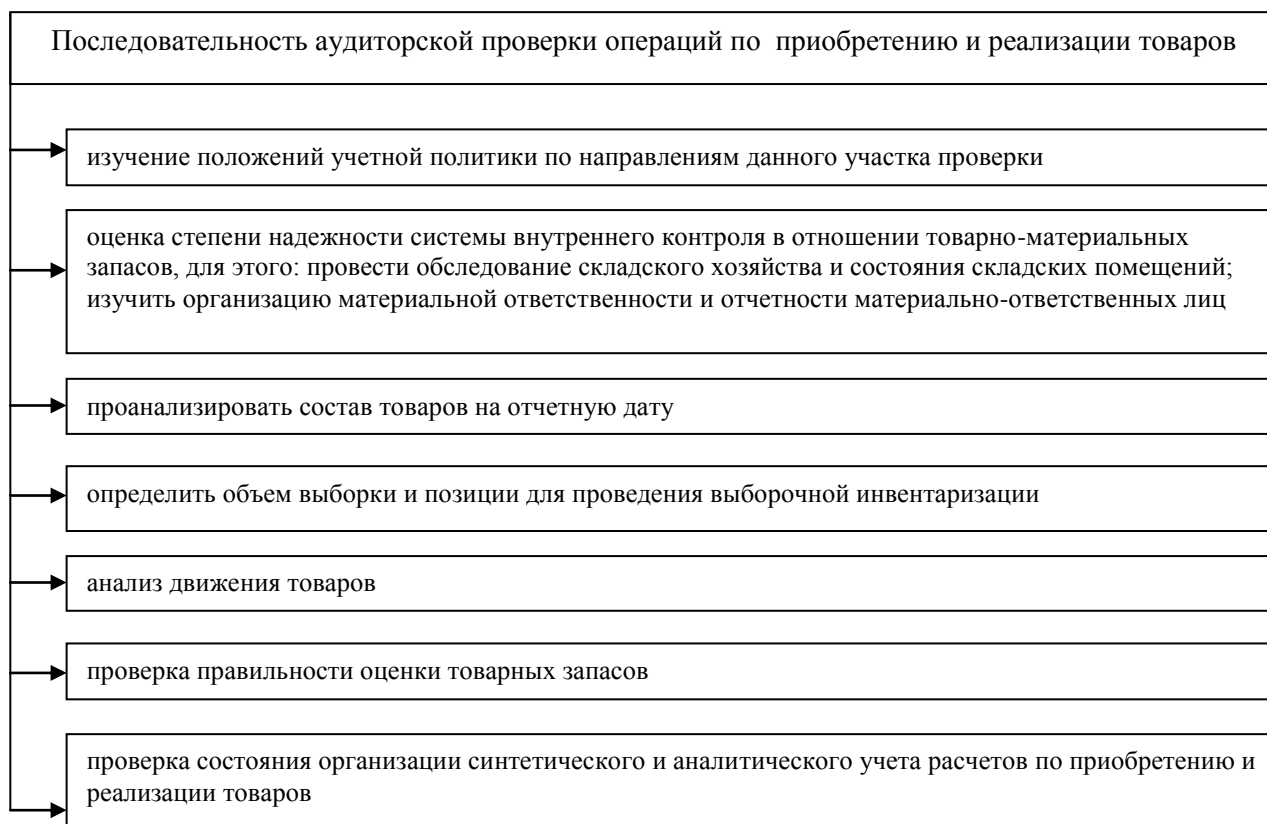 Последовательность аудиторской проверки операций по приобретению и реализации товаров
изучение положений учетной политики по направлениям данного участка проверки
оценка степени надежности системы внутреннего контроля в отношении товарно-материальных
запасов, для этого: провести обследование складского хозяйства и состояния складских помещений;
изучить организацию материальной ответственности и отчетности материально-ответственных лиц
проанализировать состав товаров на отчетную дату
определить объем выборки и позиции для проведения выборочной инвентаризации
анализ движения товаров
проверка правильности оценки товарных запасов
проверка состояния организации синтетического и аналитического учета расчетов по приобретению и
реализации товаров